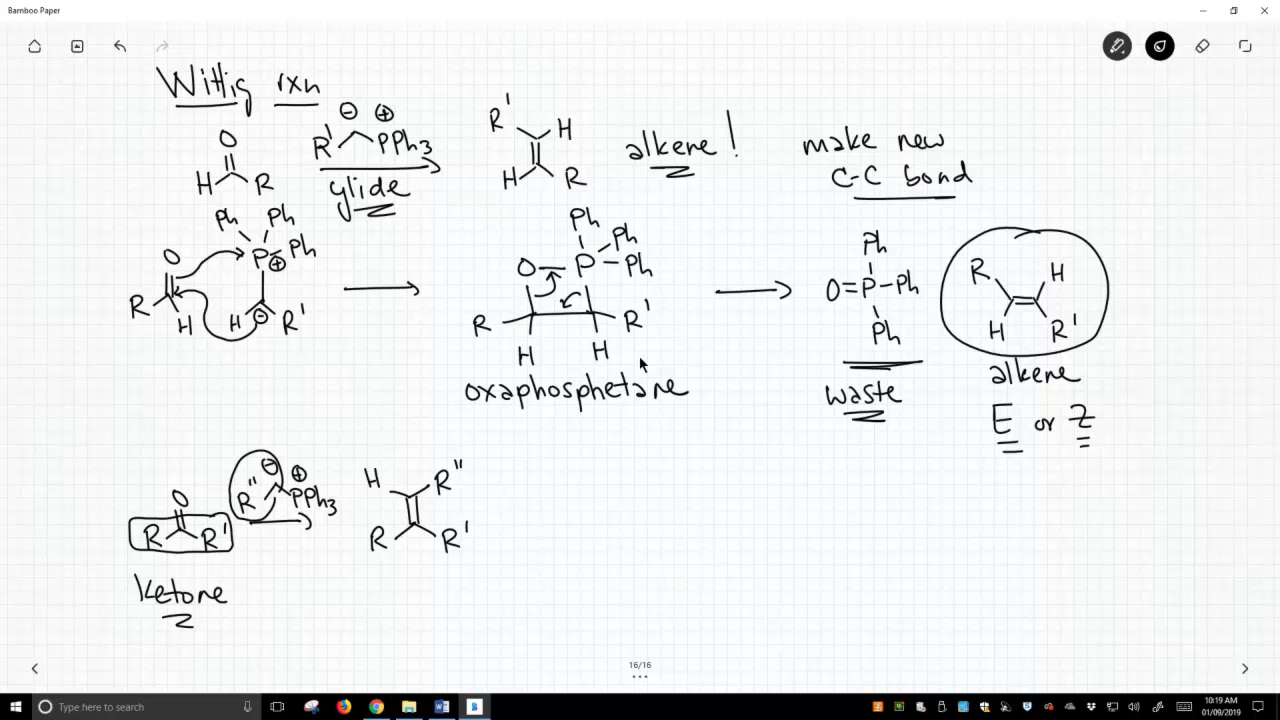 Bamboo Paper
Wittig rxn
O
H R
R' ⊖ ⊕ PPh3
ylide
R' H
H R
alkene!
make new
C-C bond
Ph Ph
O P Ph
⊕
R H H ⊖ R'
Ph
Ph
O P Ph
R R'
H H
oxaphosphetane
Ph
O=P-Ph
Ph
waste
R H
H R'
alkene
E or Z
O
R R'
ketone
R'' ⊖ ⊕ PPh3
H R''
R R'
16/16
Type here to search
10:19 AM
01/09/2019